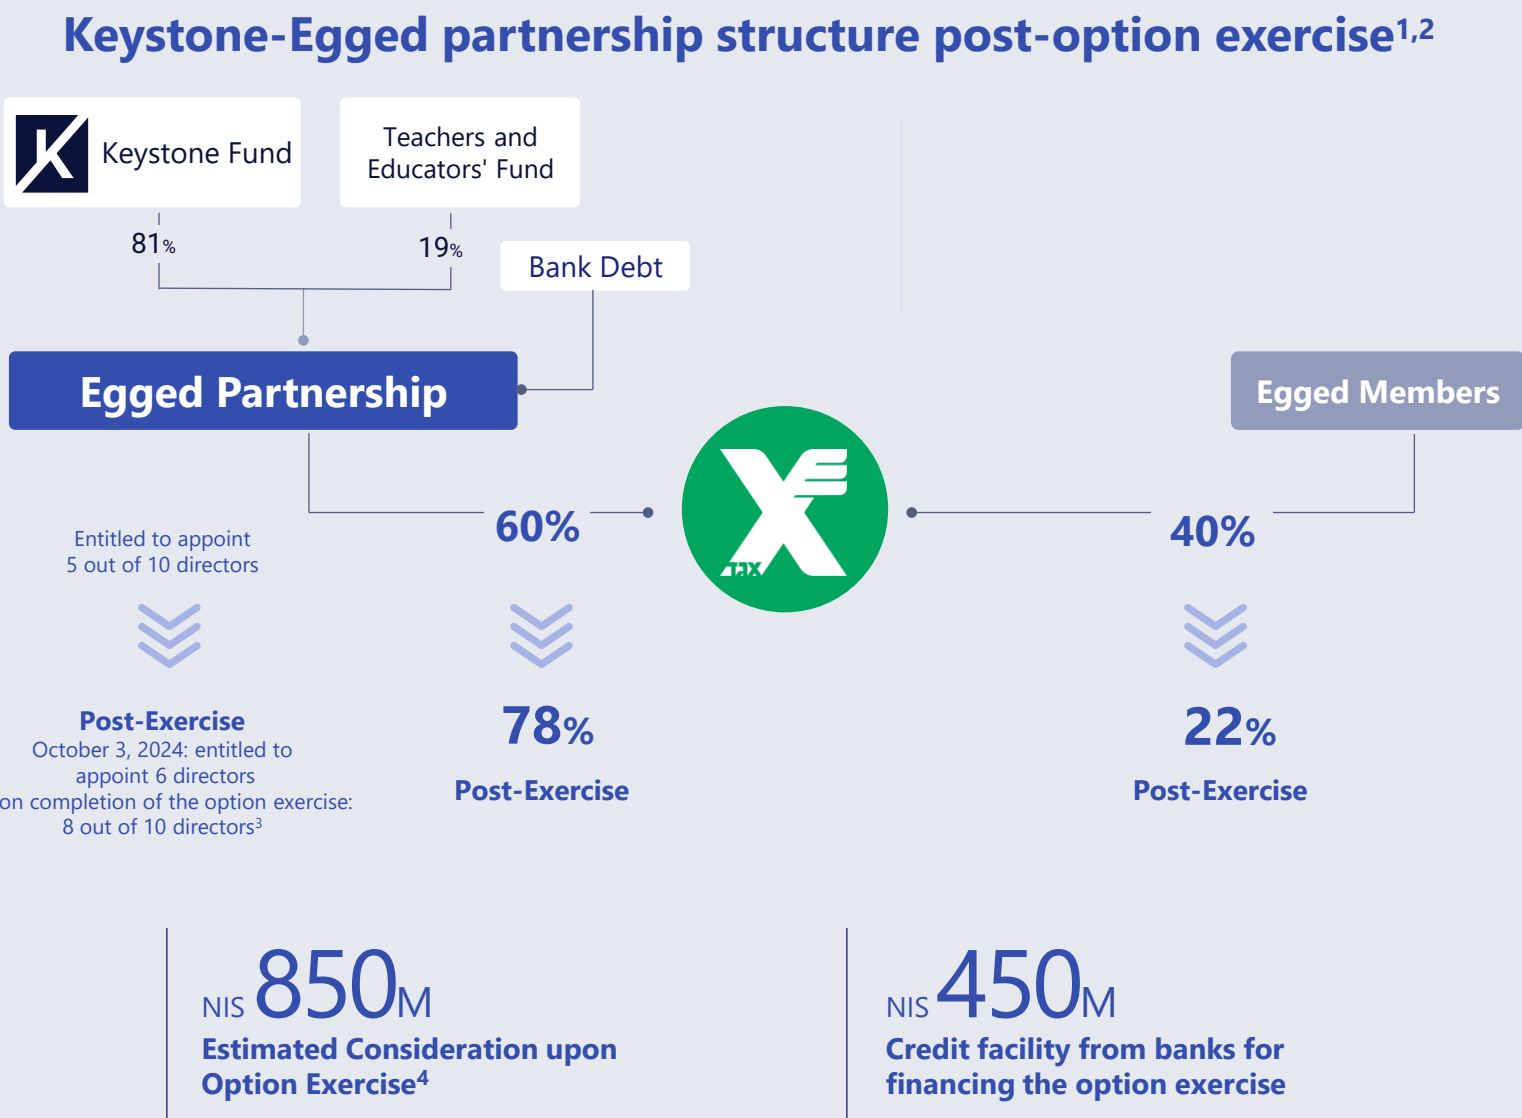 Keystone-Egged partnership structure post-option exercise1,2
K
Keystone Fund
Teachers and
Educators' Fund
81%
19%
Bank Debt
Egged Partnership
Egged Members
60%
40%
Entitled to appoint
5 out of 10 directors
אגד
Post-Exercise
October 3, 2024: entitled to
appoint 6 directors
on completion of the option exercise:
8 out of 10 directors3
78%
Post-Exercise
22%
Post-Exercise
NIS 850M
Estimated Consideration upon
Option Exercise4
NIS 450M
Credit facility from banks for
financing the option exercise